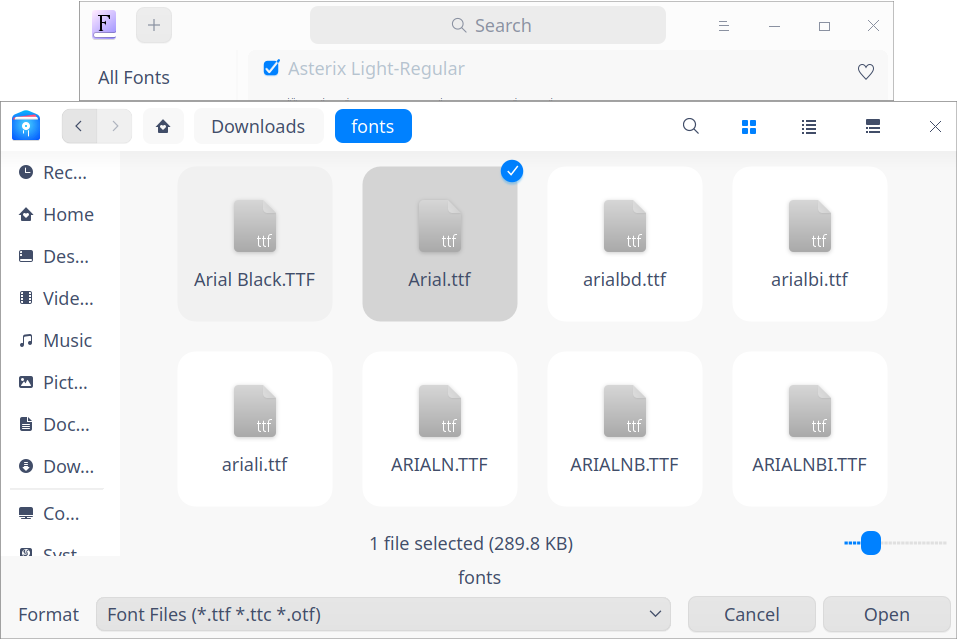 F
Search
All Fonts
Asterix Light-Regular
Downloads
fonts
Rec...
Home
Des...
Vide...
Music
Pict...
Doc...
Dow...
Co...
Syst
ttf
Arial Black.TTF
ttf
Arial.ttf
ttf
arialbd.ttf
ttf
arialbi.ttf
ttf
ariali.ttf
ttf
ARIALN.TTF
ttf
ARIALNB.TTF
ttf
ARIALNBI.TTF
1 file selected (289.8 KB)
fonts
Format
Font Files (*.ttf *.ttc *.otf)
Cancel
Open